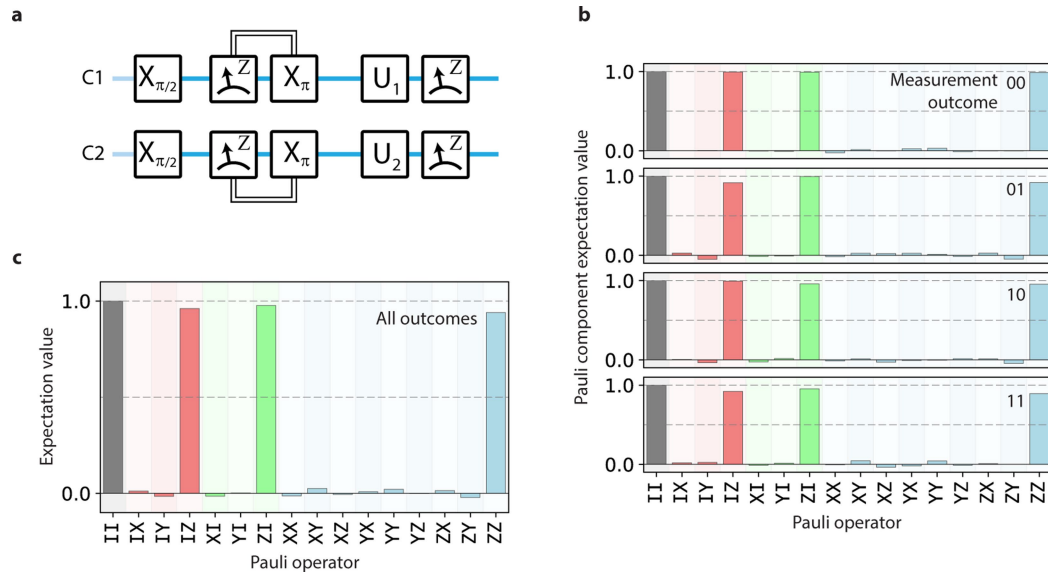 a
C1 X π/2 Z X π U 1 Z
C2 X π/2 Z X π U 2 Z
b
Pauli component expectation value
1.0
Measurement 00
outcome
0.0
1.0
01
0.0
1.0
10
0.0
1.0
11
0.0
II IX IY IZ XI YI ZI XX XY XZ YX YY YZ ZX ZY ZZ
Pauli operator
c
Expectation value
1.0
All outcomes
0.0
II IX IY IZ XI YI ZI XX XY XZ YX YY YZ ZX ZY ZZ
Pauli operator